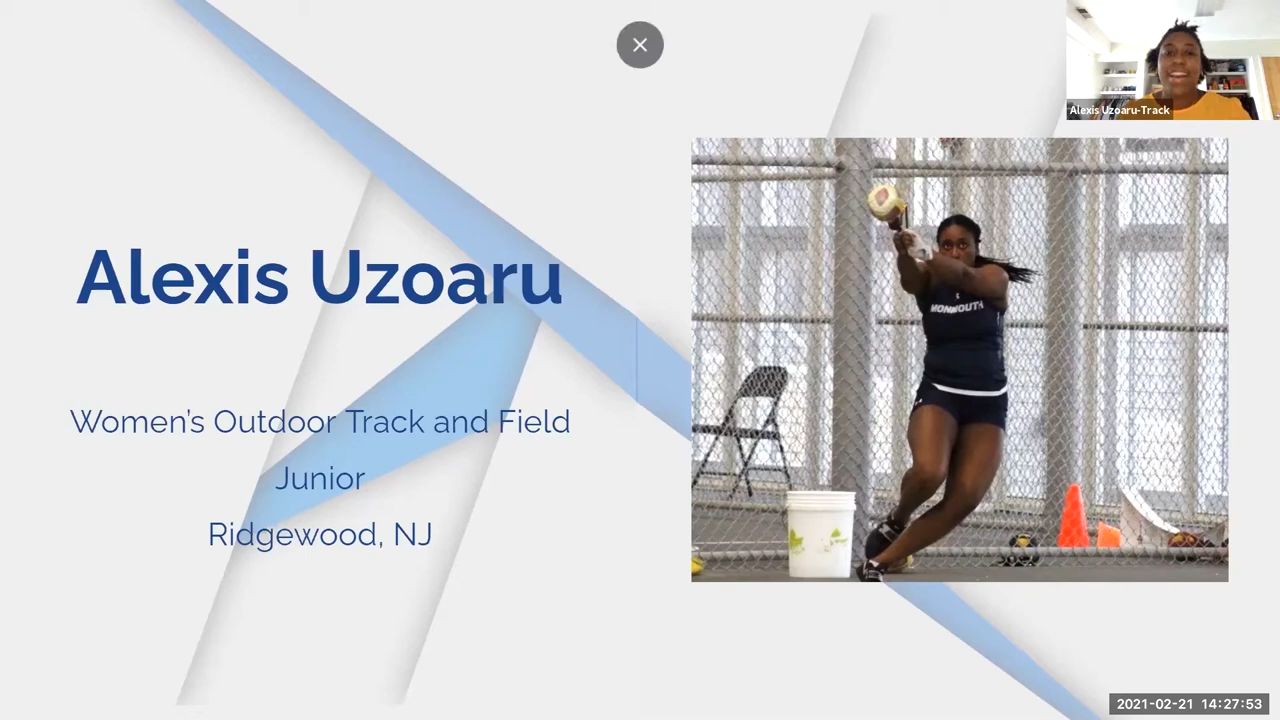 Alexis Uzoaru-Track
Alexis Uzoaru
Women's Outdoor Track and Field
Junior
Ridgewood, NJ
MONMOUTH
2021-02-21 14:27:53